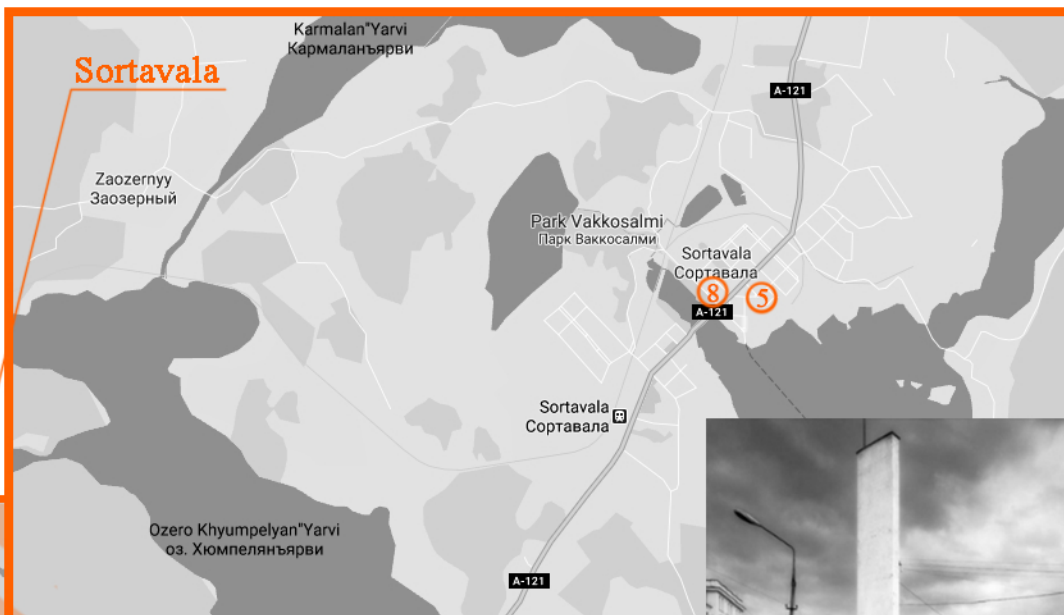 Karmalan"Yarvi
Кармаланъярви
Sortavala
A-121
Zaozernyy
Заозерный
Park Vakkosalmi
Парк Ваккосалми
Sortavala
Сортавала
8
5
A-121
Sortavala
Сортавала
Ozero Khyumpelyan"Yarvi
оз. Хюмпелянъярви
A-121